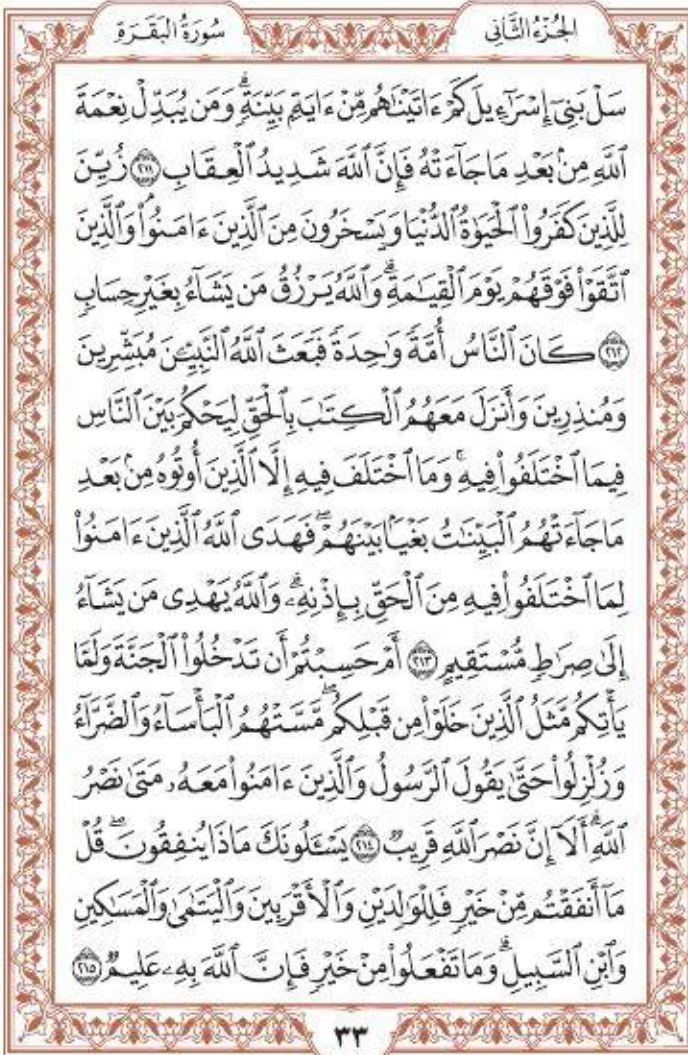 الجُزْءُ الثَّانِي
سُورَةُ البَقَرَةِ
سَلْ بَنِيٓ إِسْرَٰٓءِيلَ كَمْ ءَاتَيْنَٰهُم مِّنْ ءَايَةِۭ بَيِّنَةٖۗ وَمَن يُبَدِّلْ نِعْمَةَ
ٱللَّهِ مِنۢ بَعْدِ مَا جَآءَتْهُ فَإِنَّ ٱللَّهَ شَدِيدُ ٱلْعِقَابِ ٢١١ زُيِّنَ
لِلَّذِينَ كَفَرُوا۟ ٱلْحَيَوٰةُ ٱلدُّنْيَا وَيَسْخَرُونَ مِنَ ٱلَّذِينَ ءَامَنُوا۟ۘ وَٱلَّذِينَ
ٱتَّقَوْا۟ فَوْقَهُمْ يَوْمَ ٱلْقِيَٰمَةِۗ وَٱللَّهُ يَرْزُقُ مَن يَشَآءُ بِغَيْرِ حِسَابٖ
٢١٢ كَانَ ٱلنَّاسُ أُمَّةٗ وَٰحِدَةٗ فَبَعَثَ ٱللَّهُ ٱلنَّبِيِّـۧنَ مُبَشِّرِينَ
وَمُنذِرِينَ وَأَنزَلَ مَعَهُمُ ٱلْكِتَٰبَ بِٱلْحَقِّ لِيَحْكُمَ بَيْنَ ٱلنَّاسِ
فِيمَا ٱخْتَلَفُوا۟ فِيهِۚ وَمَا ٱخْتَلَفَ فِيهِ إِلَّا ٱلَّذِينَ أُوتُوهُ مِنۢ بَعْدِ
مَا جَآءَتْهُمُ ٱلْبَيِّنَٰتُ بَغْيَۢا بَيْنَهُمْۖ فَهَدَى ٱللَّهُ ٱلَّذِينَ ءَامَنُوا۟
لِمَا ٱخْتَلَفُوا۟ فِيهِ مِنَ ٱلْحَقِّ بِإِذْنِهِۦۗ وَٱللَّهُ يَهْدِي مَن يَشَآءُ
إِلَىٰ صِرَٰطٖ مُّسْتَقِيمٍ ٢١٣ أَمْ حَسِبْتُمْ أَن تَدْخُلُوا۟ ٱلْجَنَّةَ وَلَمَّا
يَأْتِكُم مَّثَلُ ٱلَّذِينَ خَلَوْا۟ مِن قَبْلِكُمۖ مَّسَّتْهُمُ ٱلْبَأْسَآءُ وَٱلضَّرَّآءُ
وَزُلْزِلُوا۟ حَتَّىٰ يَقُولَ ٱلرَّسُولُ وَٱلَّذِينَ ءَامَنُوا۟ مَعَهُۥ مَتَىٰ نَصْرُ
ٱللَّهِۗ أَلَآ إِنَّ نَصْرَ ٱللَّهِ قَرِيبٞ ٢١٤ يَسْـَٔلُونَكَ مَاذَا يُنفِقُونَۖ قُلْ
مَآ أَنفَقْتُم مِّنْ خَيْرٖ فَلِلْوَٰلِدَيْنِ وَٱلْأَقْرَبِينَ وَٱلْيَتَٰمَىٰ وَٱلْمَسَٰكِينِ
وَٱبْنِ ٱلسَّبِيلِۗ وَمَا تَفْعَلُوا۟ مِنْ خَيْرٖ فَإِنَّ ٱللَّهَ بِهِۦ عَلِيمٞ ٢١٥
٣٣